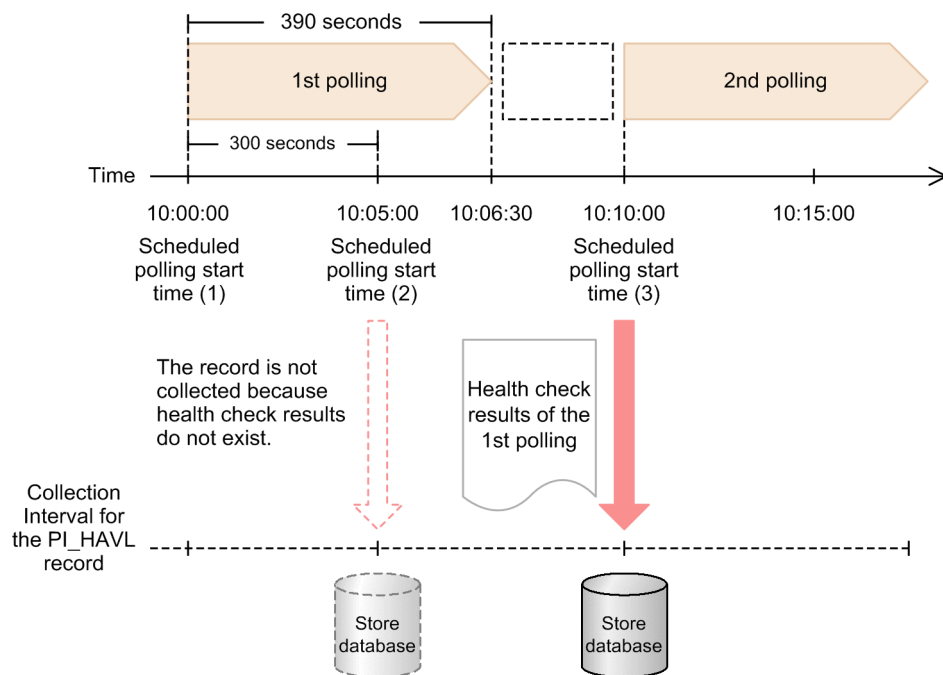 390 seconds
1st polling
2nd polling
300 seconds
Time
10:00:00
10:05:00
10:06:30
10:10:00
10:15:00
Scheduled
polling start
time (1)
Scheduled
polling start
time (2)
Scheduled
polling start
time (3)
The record is not
collected because
health check results
do not exist.
Health check
results of the
1st polling
Collection
Interval for
the PI_HAVL
record
Store
database
Store
database